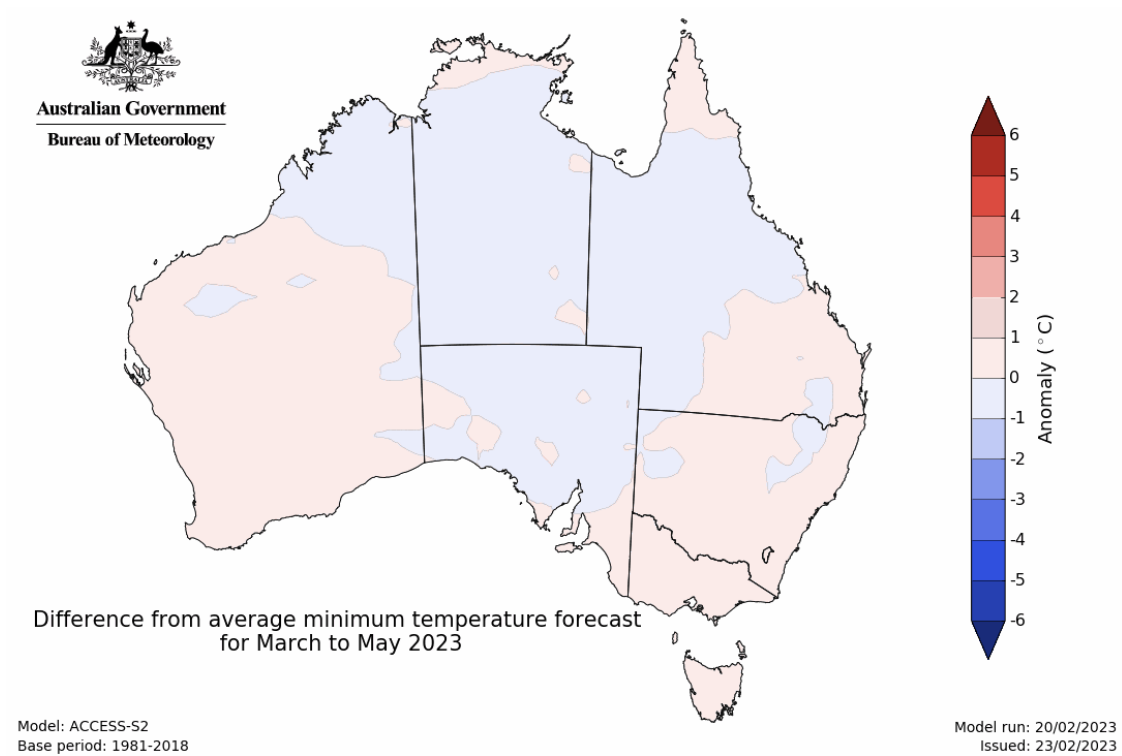 Australian Government
Bureau of Meteorology
6
5
4
3
2
1
0
-1
-2
-3
-4
-5
-6
Anomaly (°C)
Difference from average minimum temperature forecast
for March to May 2023
Model: ACCESS-S2
Base period: 1981-2018
Model run: 20/02/2023
Issued: 23/02/2023